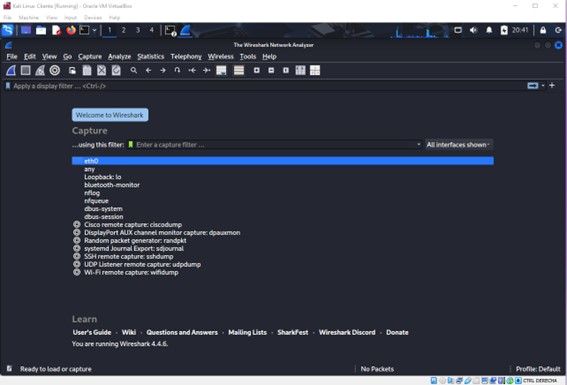 Kali Linux Cliente [Running] - Oracle VM VirtualBox
File Machine View Input Devices Help
1 2 3 4
20:41
The Wireshark Network Analyzer
File Edit View Go Capture Analyze Statistics Telephony Wireless Tools Help
Apply a display filter ... <Ctrl-/>
Welcome to Wireshark
Capture
...using this filter: Enter a capture filter ... All interfaces shown
eth0
any
Loopback: lo
bluetooth-monitor
nflog
nfqueue
dbus-system
dbus-session
Cisco remote capture: ciscodump
DisplayPort AUX channel monitor capture: dpauxmon
Random packet generator: randpkt
systemd Journal Export: sdjournal
SSH remote capture: sshdump
UDP Listener remote capture: udpdump
Wi-Fi remote capture: wifidump
Learn
User's Guide · Wiki · Questions and Answers · Mailing Lists · SharkFest · Wireshark Discord · Donate
You are running Wireshark 4.4.6.
Ready to load or capture No Packets Profile: Default
CTRL DERECHA